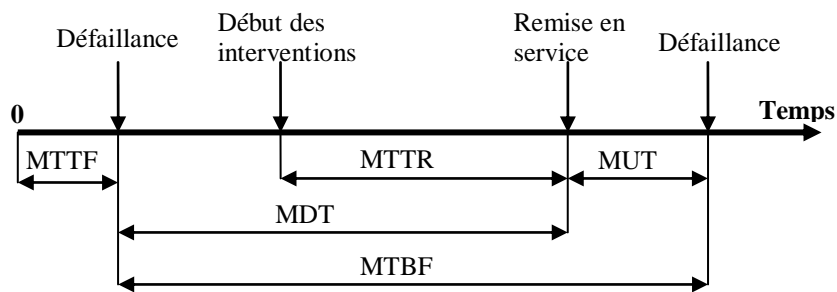 Défaillance
Début des
interventions
Remise en
service
Défaillance
0
Temps
MTTF
MTTR
MUT
MDT
MTBF